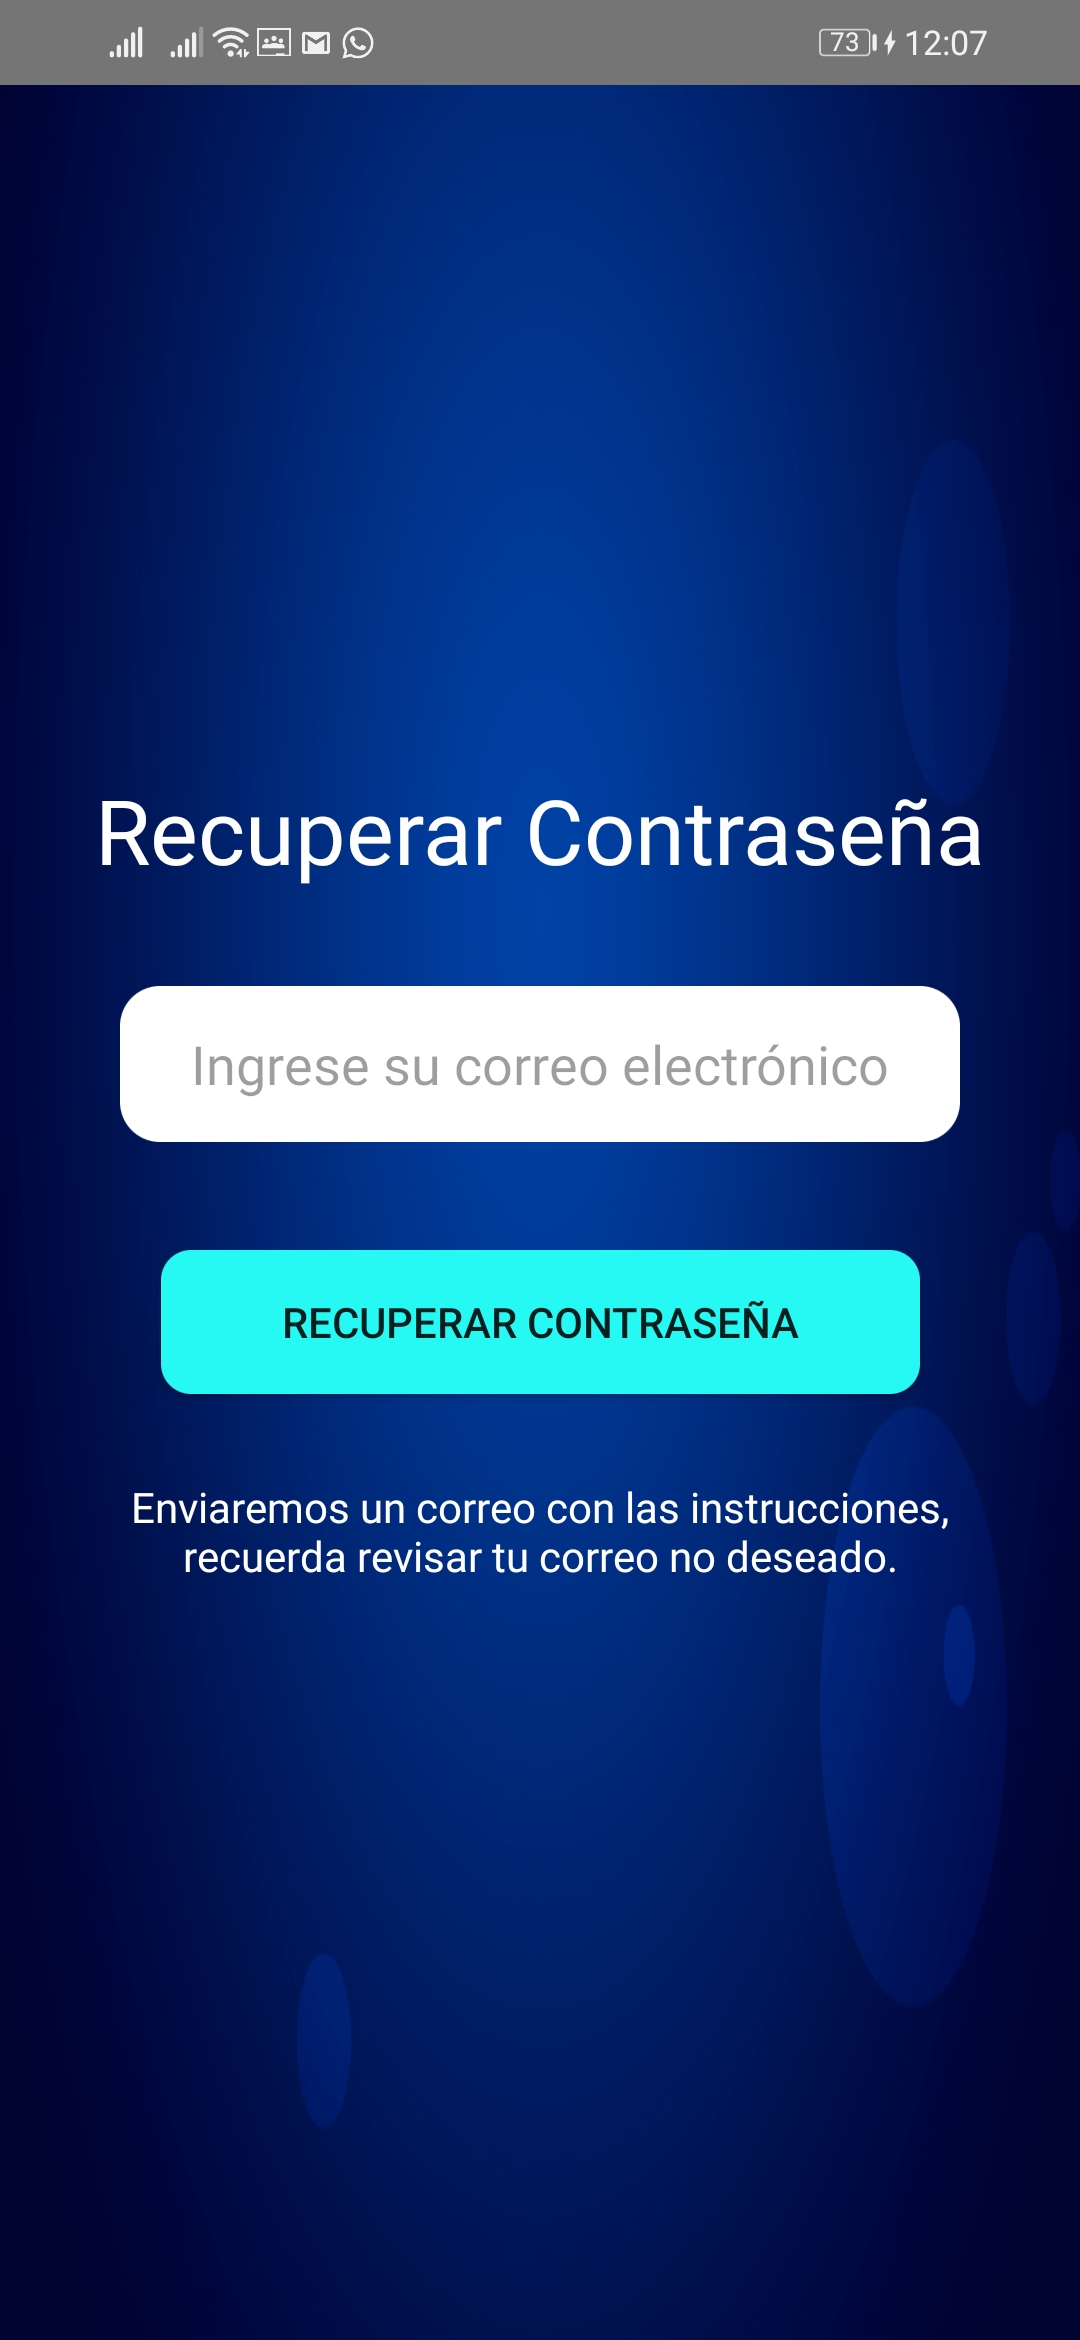 73 12:07
Recuperar Contraseña
Ingrese su correo electrónico
RECUPERAR CONTRASEÑA
Enviaremos un correo con las instrucciones,
recuerda revisar tu correo no deseado.